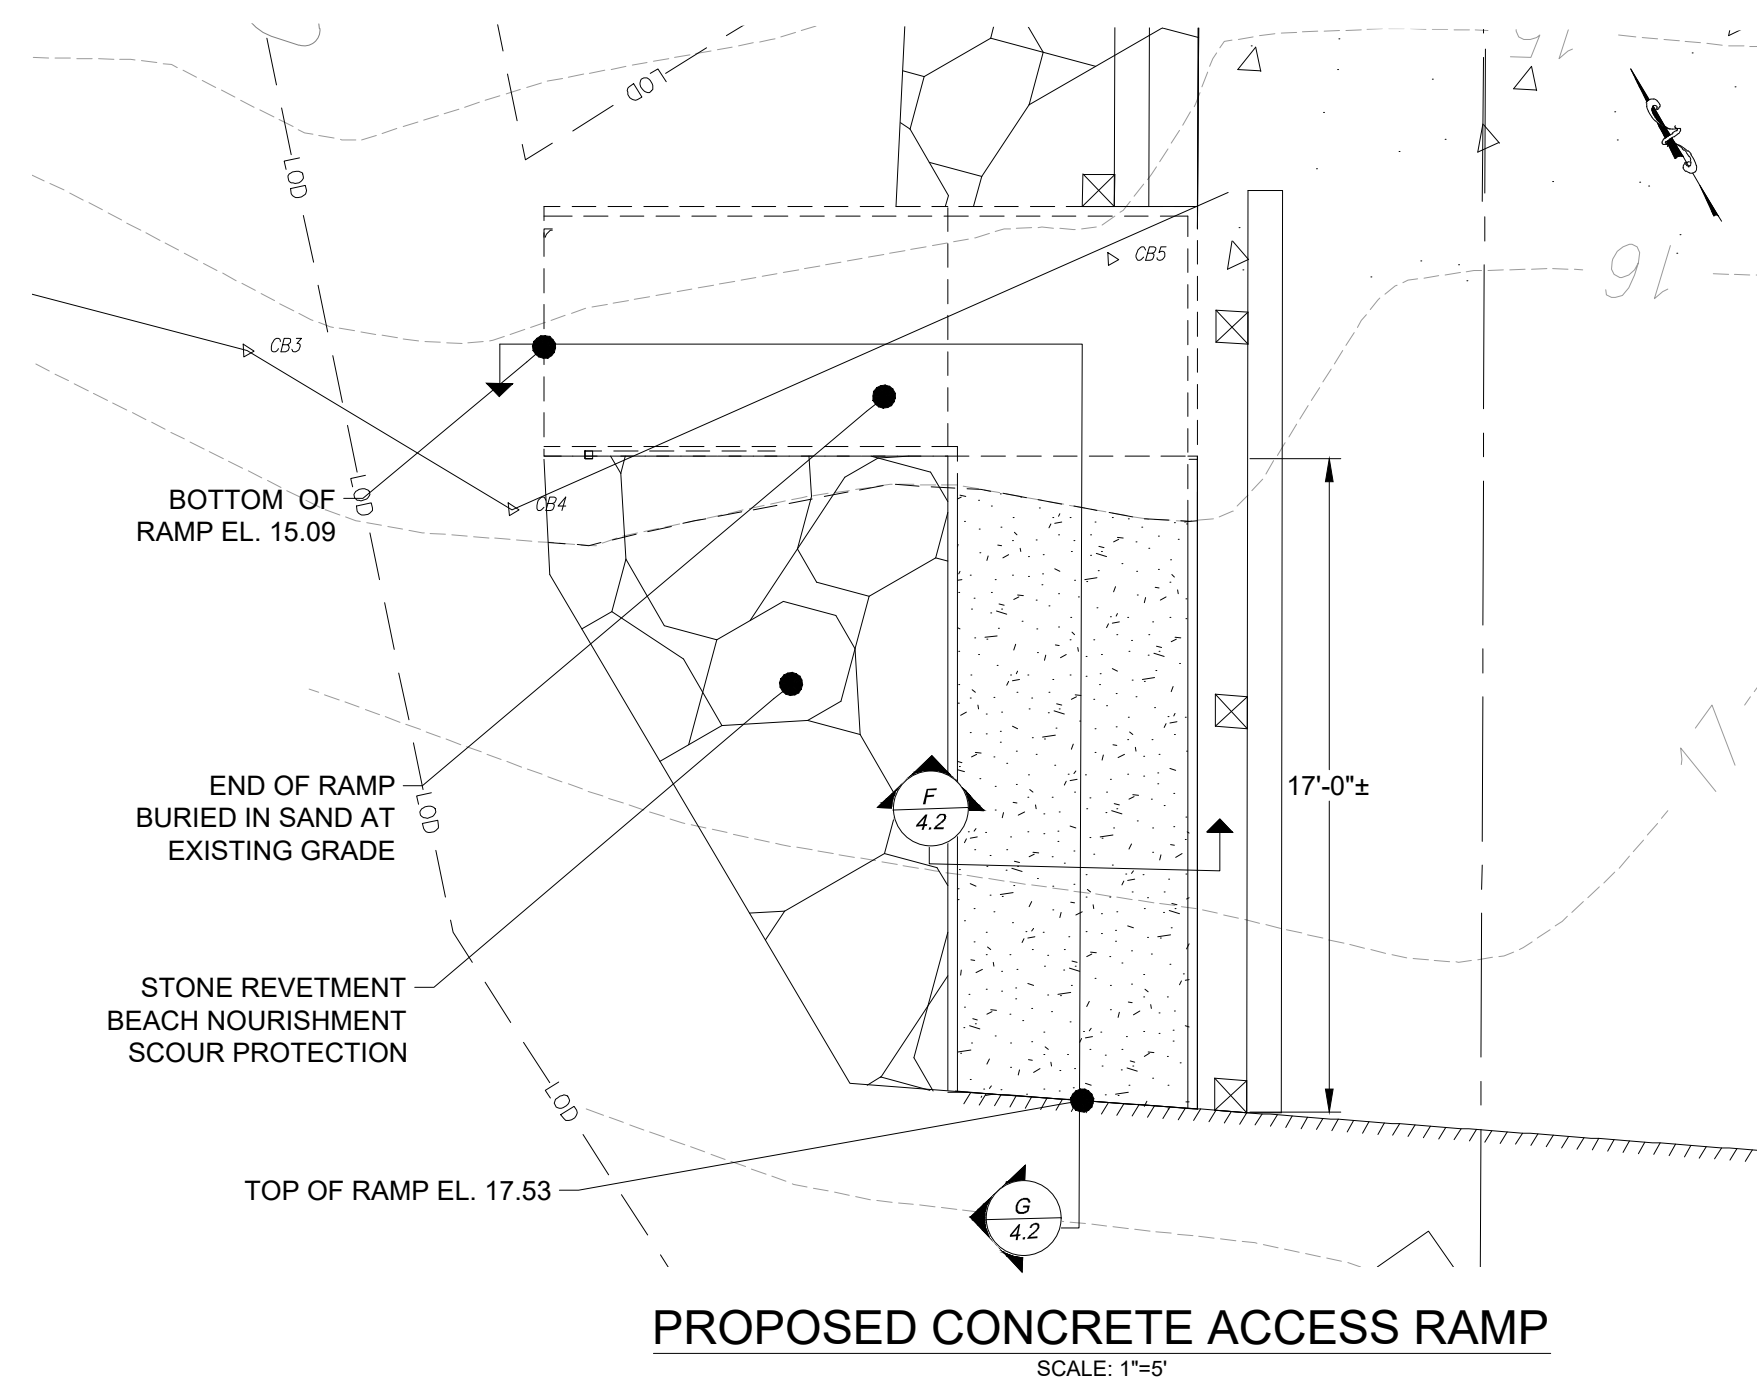 15
LOD
LOD
16
CB5
CB3
BOTTOM OF
RAMP EL. 15.09
LOD
CB4
17
END OF RAMP
BURIED IN SAND AT
EXISTING GRADE
LOD
F
4.2
17'-0"±
STONE REVETMENT
BEACH NOURISHMENT
SCOUR PROTECTION
LOD
TOP OF RAMP EL. 17.53
G
4.2
PROPOSED CONCRETE ACCESS RAMP
SCALE: 1"=5'